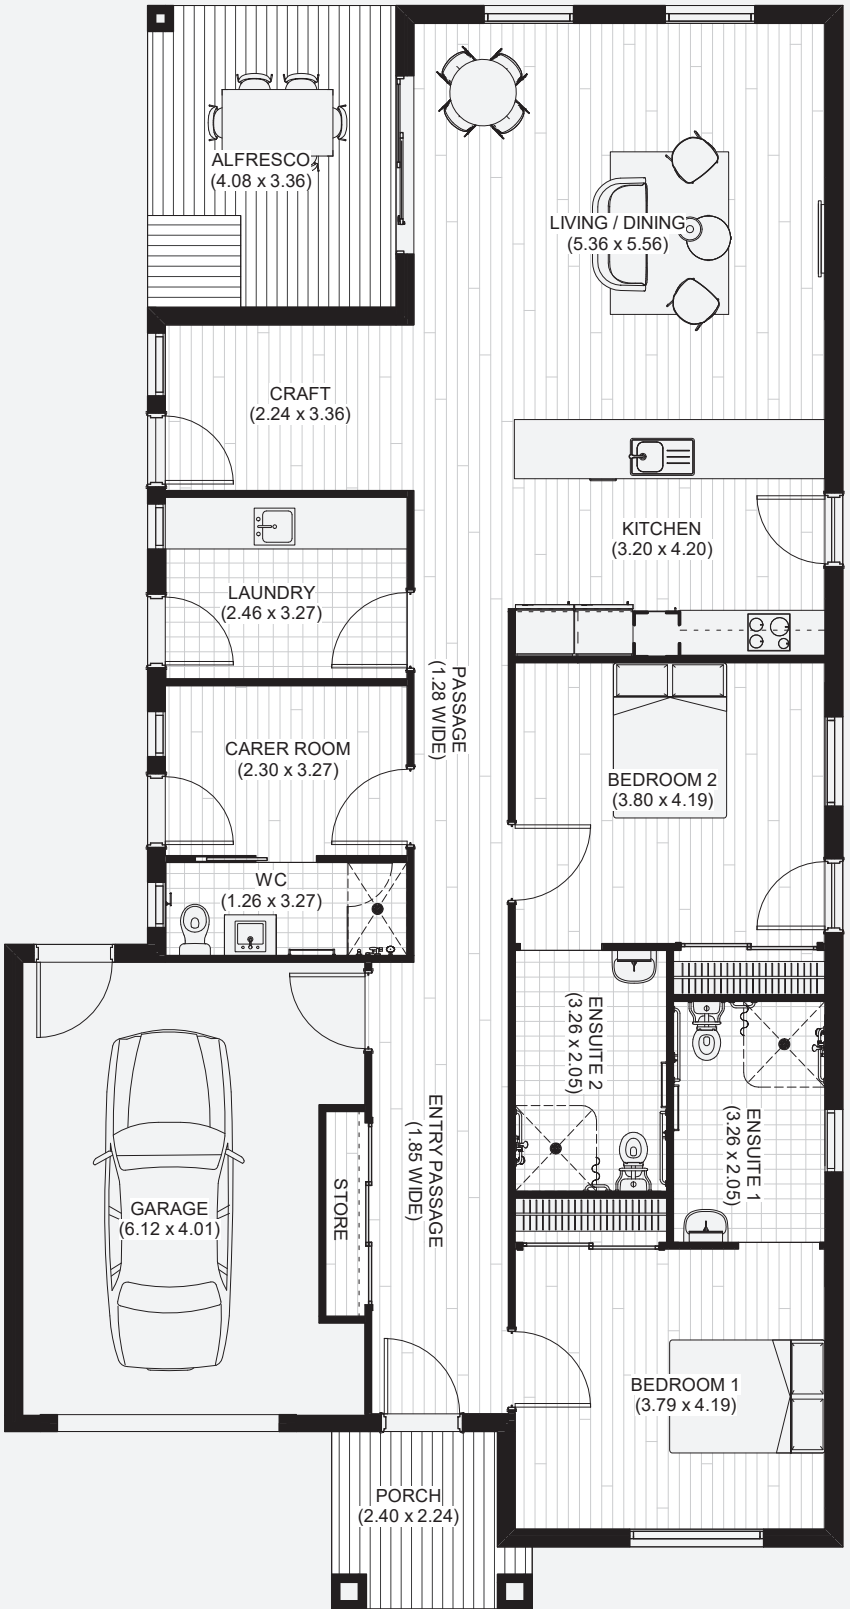 ALFRESCO
(4.08 x 3.36)
LIVING / DINING
(5.36 x 5.56)
CRAFT
(2.24 x 3.36)
KITCHEN
(3.20 x 4.20)
LAUNDRY
(2.46 x 3.27)
PASSAGE
(1.28 WIDE)
CARER ROOM
(2.30 x 3.27)
BEDROOM 2
(3.80 x 4.19)
WC
(1.26 x 3.27)
ENSUITE 2
(3.26 x 2.05)
ENSUITE 1
(3.26 x 2.05)
ENTRY PASSAGE
(1.85 WIDE)
STORE
GARAGE
(6.12 x 4.01)
BEDROOM 1
(3.79 x 4.19)
PORCH
(2.40 x 2.24)